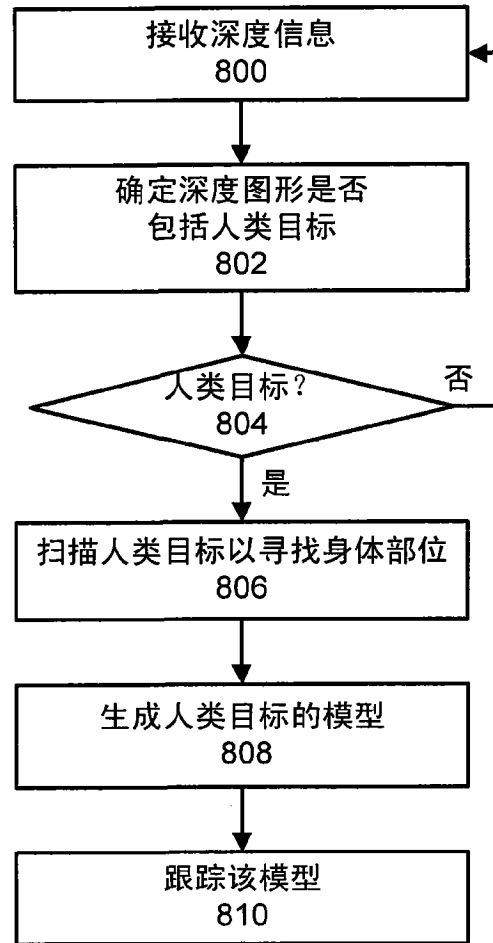 接收深度信息
800
确定深度图形是否
包括人类目标
802
人类目标?
804
否
是
扫描人类目标以寻找身体部位
806
生成人类目标的模型
808
跟踪该模型
810